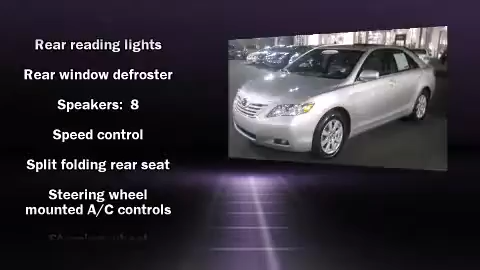 Rear reading lights
Rear window defroster
Speakers: 8
Speed control
Split folding rear seat
Steering wheel
mounted A/C controls